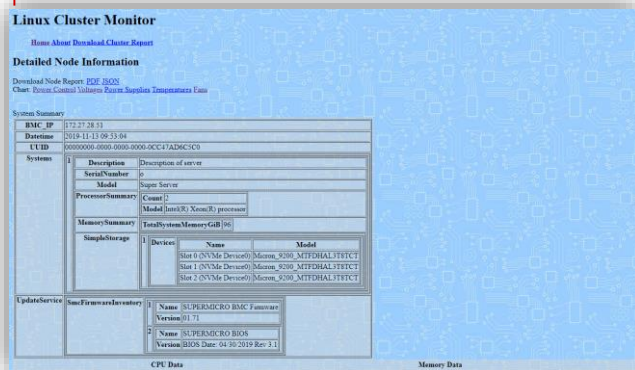 Linux Cluster Monitor
Home About Download Cluster Report
Detailed Node Information
Download Node Report: PDF JSON
Chart: Power Control Voltages Power Supplies Temperatures Fans
System Summary
BMC_IP 172.27.28.51
Datetime 2019-11-13 09:53:04
UUID 00000000-0000-0000-0000-0CC47AD6C5C0
Systems 1 Description Description of server
SerialNumber o
Model Super Server
ProcessorSummary Count 2
Model Intel(R) Xeon(R) processor
MemorySummary TotalSystemMemoryGiB 96
SimpleStorage 1 Devices Name Model
Slot 0 (NVMe Device0) Micron_9200_MTFDHAL3T8TCT
Slot 1 (NVMe Device0) Micron_9200_MTFDHAL3T8TCT
Slot 2 (NVMe Device0) Micron_9200_MTFDHAL3T8TCT
UpdateService SmcFirmwareInventory 1 Name SUPERMICRO BMC Firmware
Version 01.71
2 Name SUPERMICRO BIOS
Version BIOS Date: 04/30/2019 Rev 3.1
CPU Data Memory Data